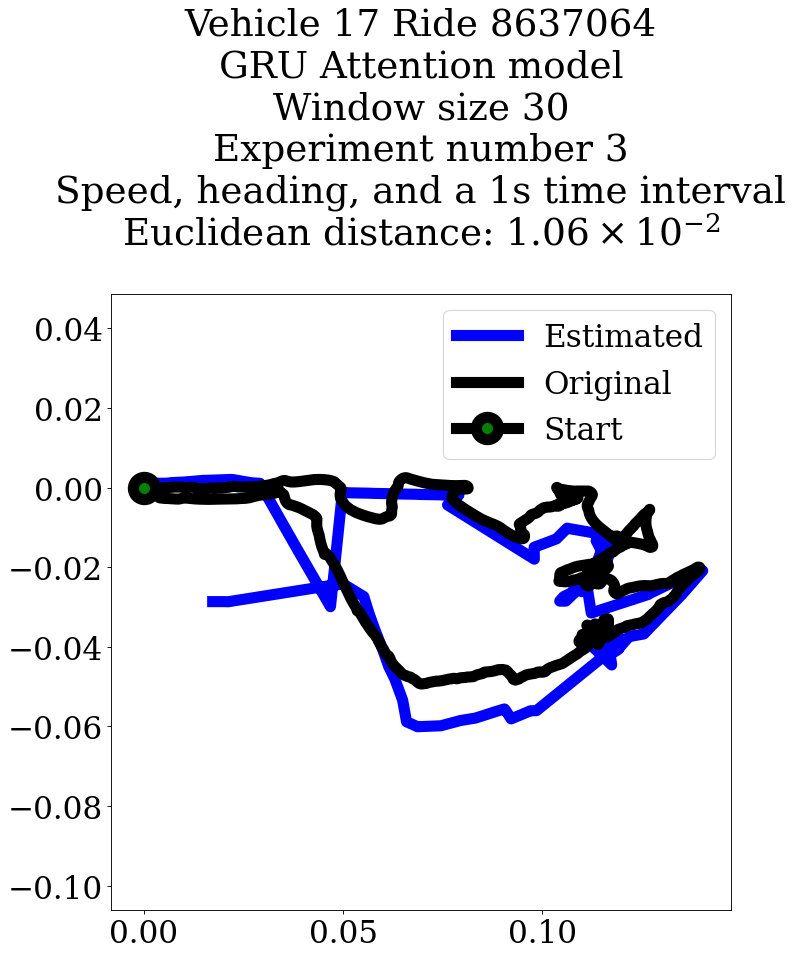 Vehicle 17 Ride 8637064
GRU Attention model
Window size 30
Experiment number 3
Speed, heading, and a 1s time interval
Euclidean distance: 1.06 × 10⁻²
Estimated
Original
Start
0.04
0.02
0.00
−0.02
−0.04
−0.06
−0.08
−0.10
0.00 0.05 0.10